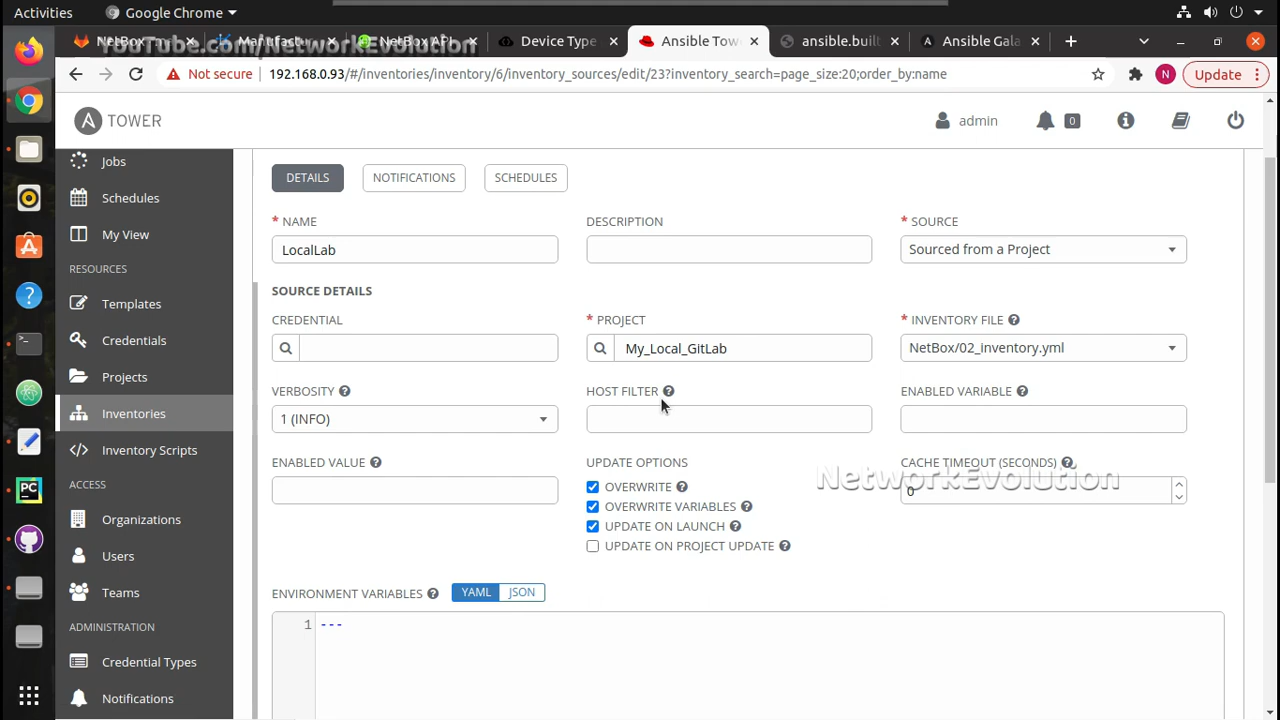 Activities
Google Chrome
NetBox
Manufactur
NetBox API
Device Type
Ansible Tow
ansible.built
Ansible Gala
YouTube.com/NetworkEvolution
Not secure
192.168.0.93/#/inventories/inventory/6/inventory_sources/edit/23?inventory_search=page_size:20;order_by:name
N
Update
A TOWER
admin
0
Jobs
Schedules
My View
RESOURCES
Templates
Credentials
Projects
Inventories
Inventory Scripts
ACCESS
Organizations
Users
Teams
ADMINISTRATION
Credential Types
Notifications
DETAILS
NOTIFICATIONS
SCHEDULES
* NAME
DESCRIPTION
* SOURCE
LocalLab
Sourced from a Project
SOURCE DETAILS
CREDENTIAL
* PROJECT
* INVENTORY FILE
My_Local_GitLab
NetBox/02_inventory.yml
VERBOSITY
HOST FILTER
ENABLED VARIABLE
1 (INFO)
ENABLED VALUE
UPDATE OPTIONS
CACHE TIMEOUT (SECONDS)
OVERWRITE
0
NetworkEvolution
OVERWRITE VARIABLES
UPDATE ON LAUNCH
UPDATE ON PROJECT UPDATE
ENVIRONMENT VARIABLES
YAML
JSON
1 ---